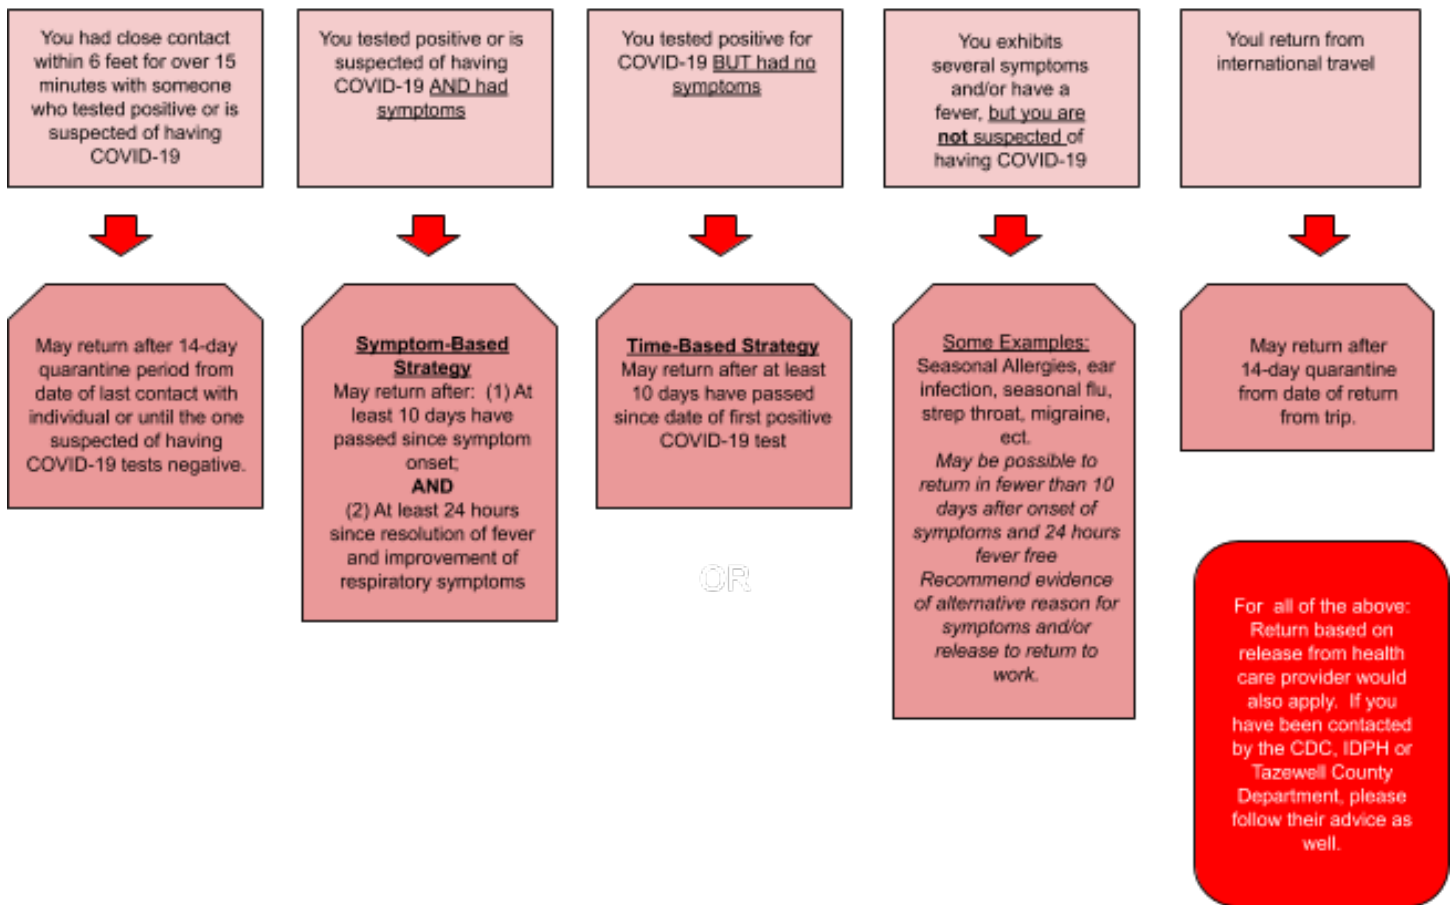 You had close contact
within 6 feet for over 15
minutes with someone
who tested positive or is
suspected of having
COVID-19
You tested positive or is
suspected of having
COVID-19 AND had
symptoms
You tested positive for
COVID-19 BUT had no
symptoms
You exhibits
several symptoms
and/or have a
fever, but you are
not suspected of
having COVID-19
Youl return from
international travel
May return after 14-day
quarantine period from
date of last contact with
individual or until the one
suspected of having
COVID-19 tests negative.
Symptom-Based
Strategy
May return after: (1) At
least 10 days have
passed since symptom
onset;
AND
(2) At least 24 hours
since resolution of fever
and improvement of
respiratory symptoms
Time-Based Strategy
May return after at least
10 days have passed
since date of first positive
COVID-19 test
OR
Some Examples:
Seasonal Allergies, ear
infection, seasonal flu,
strep throat, migraine,
ect.
May be possible to
return in fewer than 10
days after onset of
symptoms and 24 hours
fever free
Recommend evidence
of alternative reason for
symptoms and/or
release to return to
work.
May return after
14-day quarantine
from date of return
from trip.
For all of the above:
Return based on
release from health
care provider would
also apply. If you
have been contacted
by the CDC, IDPH or
Tazewell County
Department, please
follow their advice as
well.